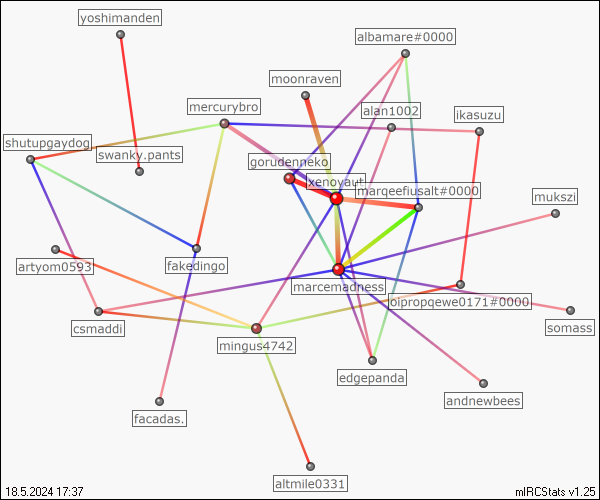 yoshimanden
albamare#0000
moonraven
mercurybro
alan1002
ikasuzu
shutupgaydog
swanky.pants
gorudenneko
xenoyaut
marqeefiusalt#0000
mukszi
artyom0593
fakedingo
marcemadness
bipropqewe0171#0000
csmaddi
somass
mingus4742
edgepanda
andnewbees
facadas.
altmile0331
18.5.2024 17:37
mIRCStats v1.25